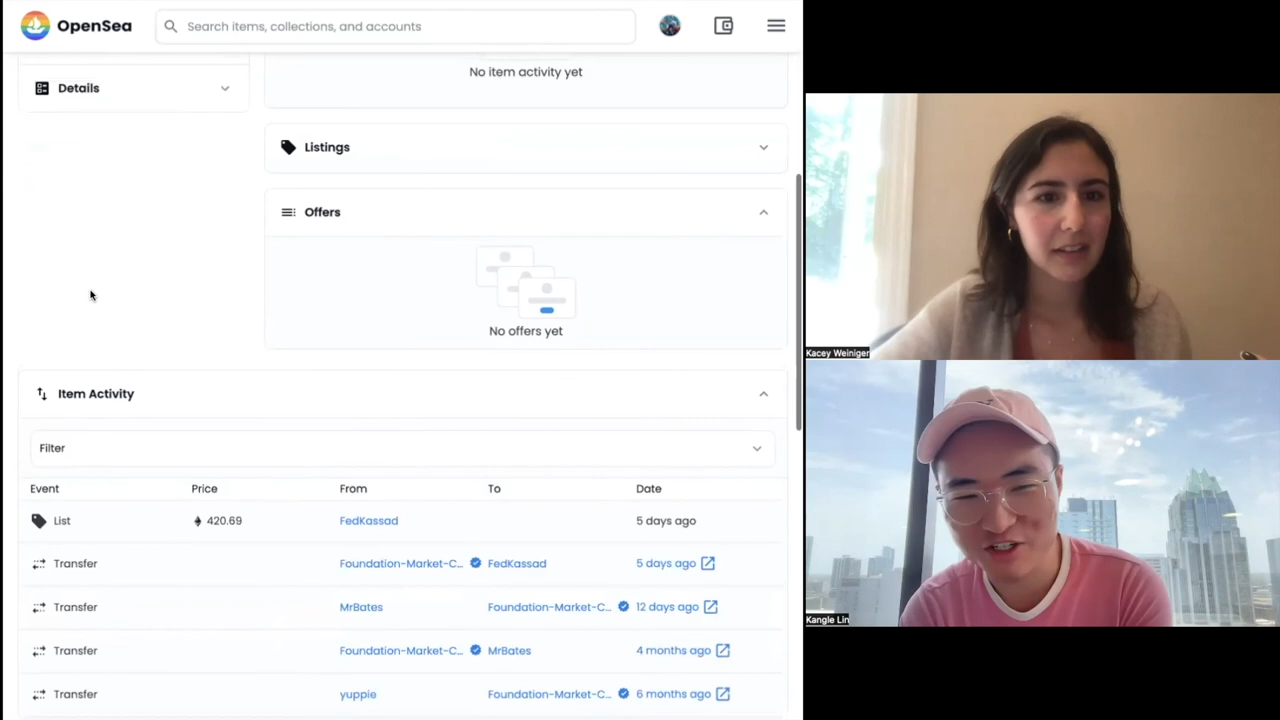 OpenSea
Search items, collections, and accounts
No item activity yet
Details
Listings
Offers
No offers yet
Item Activity
Filter
Event Price From To Date
List 420.69 FedKassad 5 days ago
Transfer Foundation-Market-C... FedKassad 5 days ago
Transfer MrBates Foundation-Market-C... 12 days ago
Transfer Foundation-Market-C... MrBates 4 months ago
Transfer yuppie Foundation-Market-C... 6 months ago
Kacey Weiniger
Kangle Lin